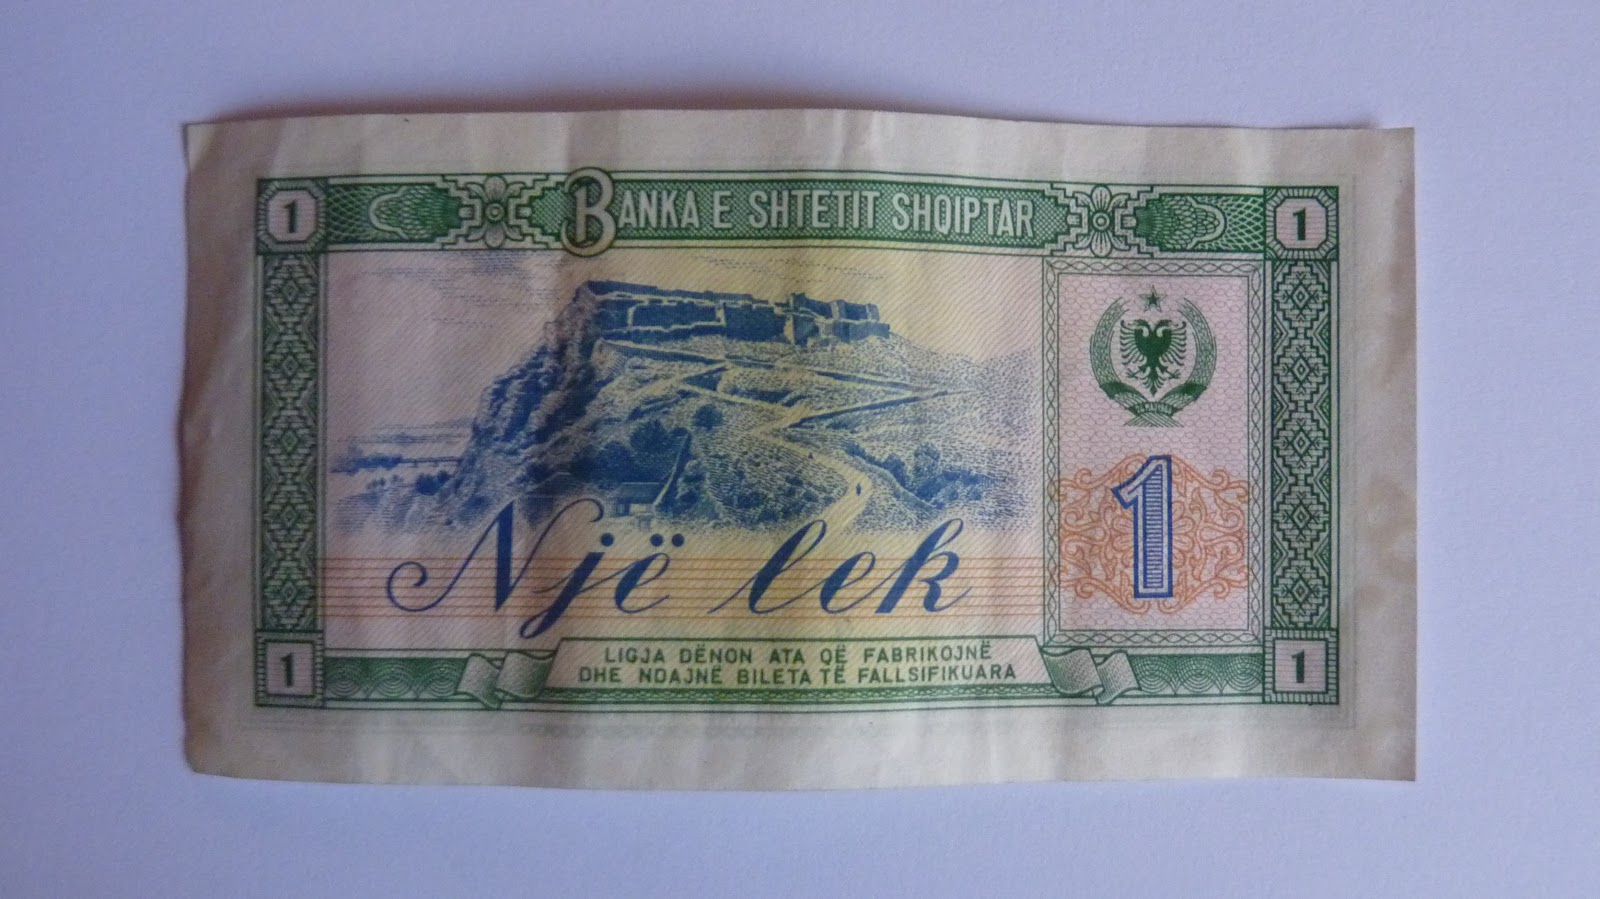 1 BANKA E SHTETIT SHQIPTAR 1
1
Një lek
LIGJA DËNON ATA QË FABRIKOJNË
DHE NDAJNË BILETA TË FALLSIFIKUARA
1 1